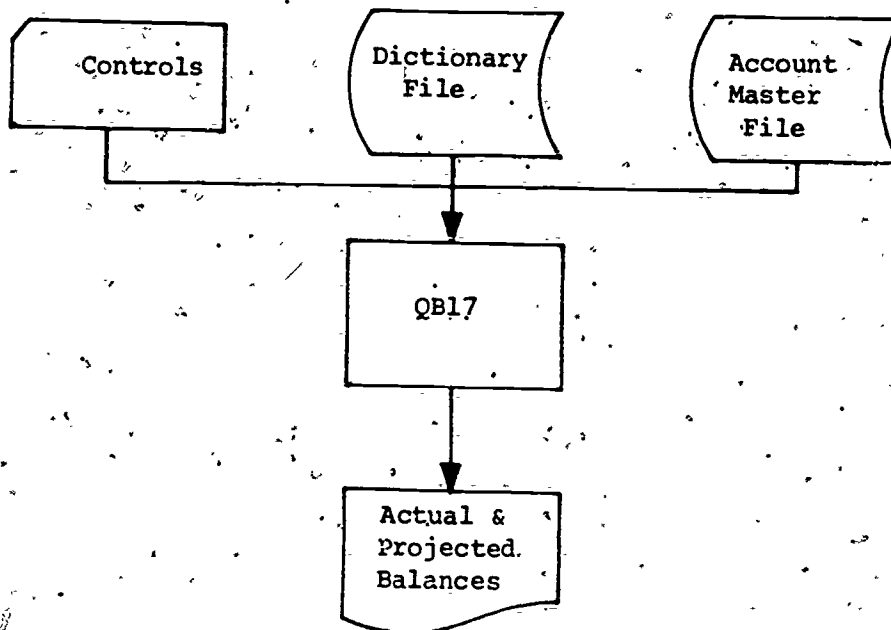 Controls
Dictionary
File
Account
Master
File
QB17
Actual &
Projected
Balances